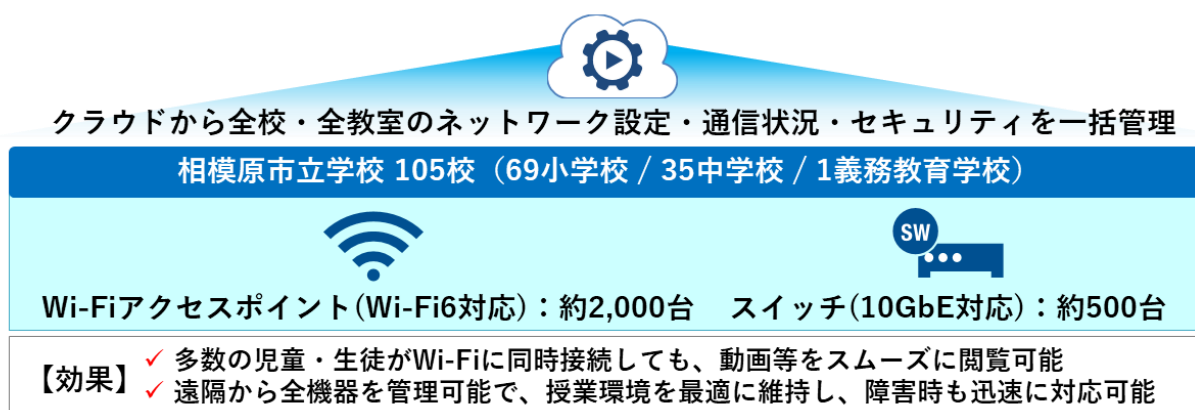 クラウドから全校・全教室のネットワーク設定・通信状況・セキュリティを一括管理
相模原市立学校 105校（69小学校 / 35中学校 / 1義務教育学校）
SW
Wi-Fiアクセスポイント(Wi-Fi6対応)：約2,000台 スイッチ(10GbE対応)：約500台
【効果】 ✓ 多数の児童・生徒がWi-Fiに同時接続しても、動画等をスムーズに閲覧可能
✓ 遠隔から全機器を管理可能で、授業環境を最適に維持し、障害時も迅速に対応可能